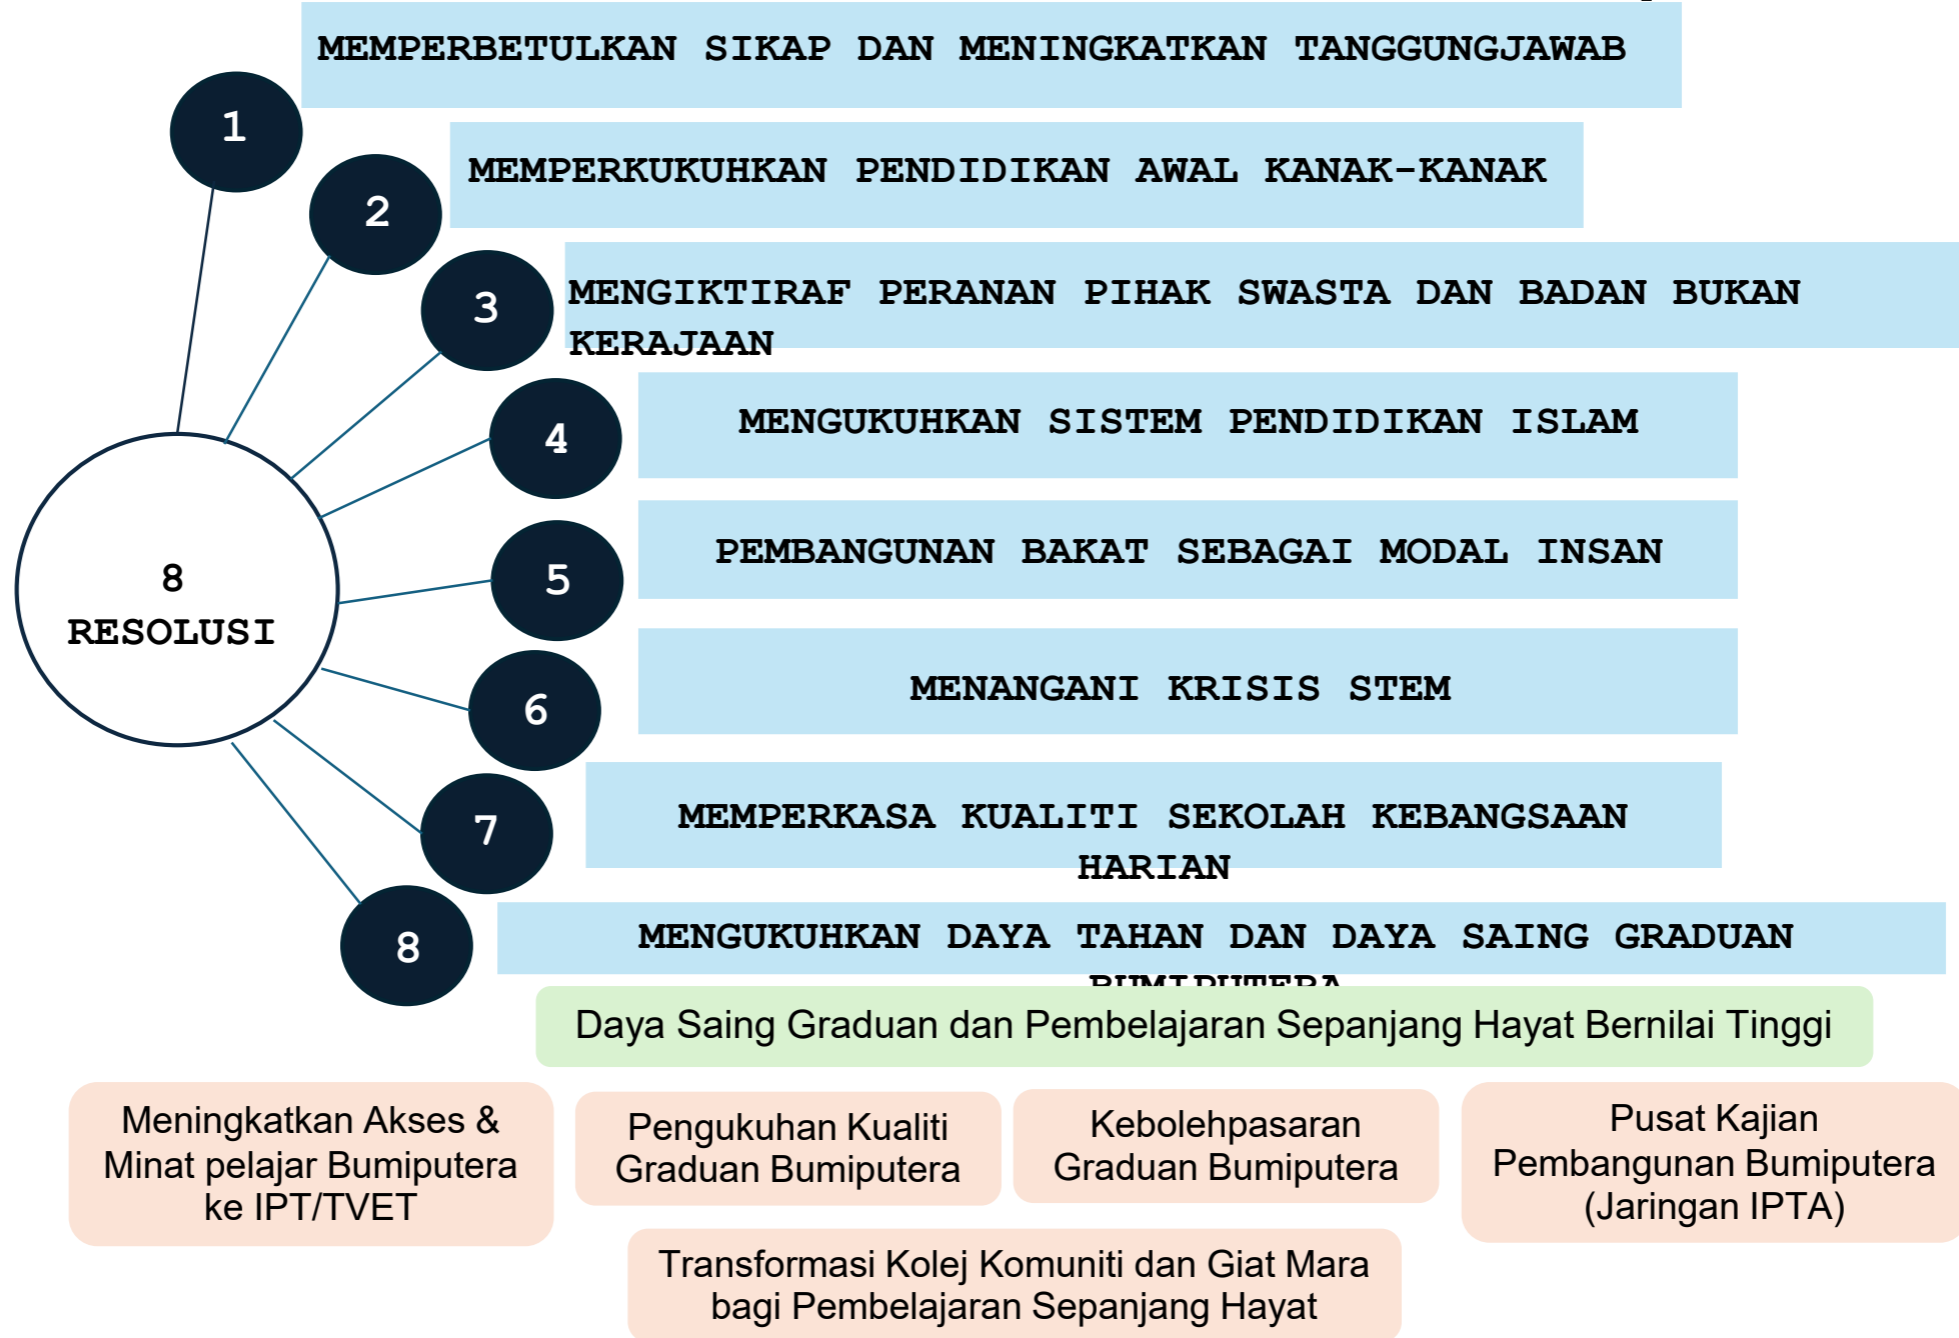 1
MEMPERBETULKAN SIKAP DAN MENINGKATKAN TANGGUNGJAWAB
2
MEMPERKUKUHKAN PENDIDIKAN AWAL KANAK-KANAK
3
MENGIKTIRAF PERANAN PIHAK SWASTA DAN BADAN BUKAN
KERAJAAN
4
MENGUKUHKAN SISTEM PENDIDIKAN ISLAM
8
RESOLUSI
5
PEMBANGUNAN BAKAT SEBAGAI MODAL INSAN
6
MENANGANI KRISIS STEM
7
MEMPERKASA KUALITI SEKOLAH KEBANGSAAN
HARIAN
8
MENGUKUHKAN DAYA TAHAN DAN DAYA SAING GRADUAN
BUMIPUTERA
Daya Saing Graduan dan Pembelajaran Sepanjang Hayat Bernilai Tinggi
Meningkatkan Akses &
Minat pelajar Bumiputera
ke IPT/TVET
Pengukuhan Kualiti
Graduan Bumiputera
Kebolehpasaran
Graduan Bumiputera
Pusat Kajian
Pembangunan Bumiputera
(Jaringan IPTA)
Transformasi Kolej Komuniti dan Giat Mara
bagi Pembelajaran Sepanjang Hayat